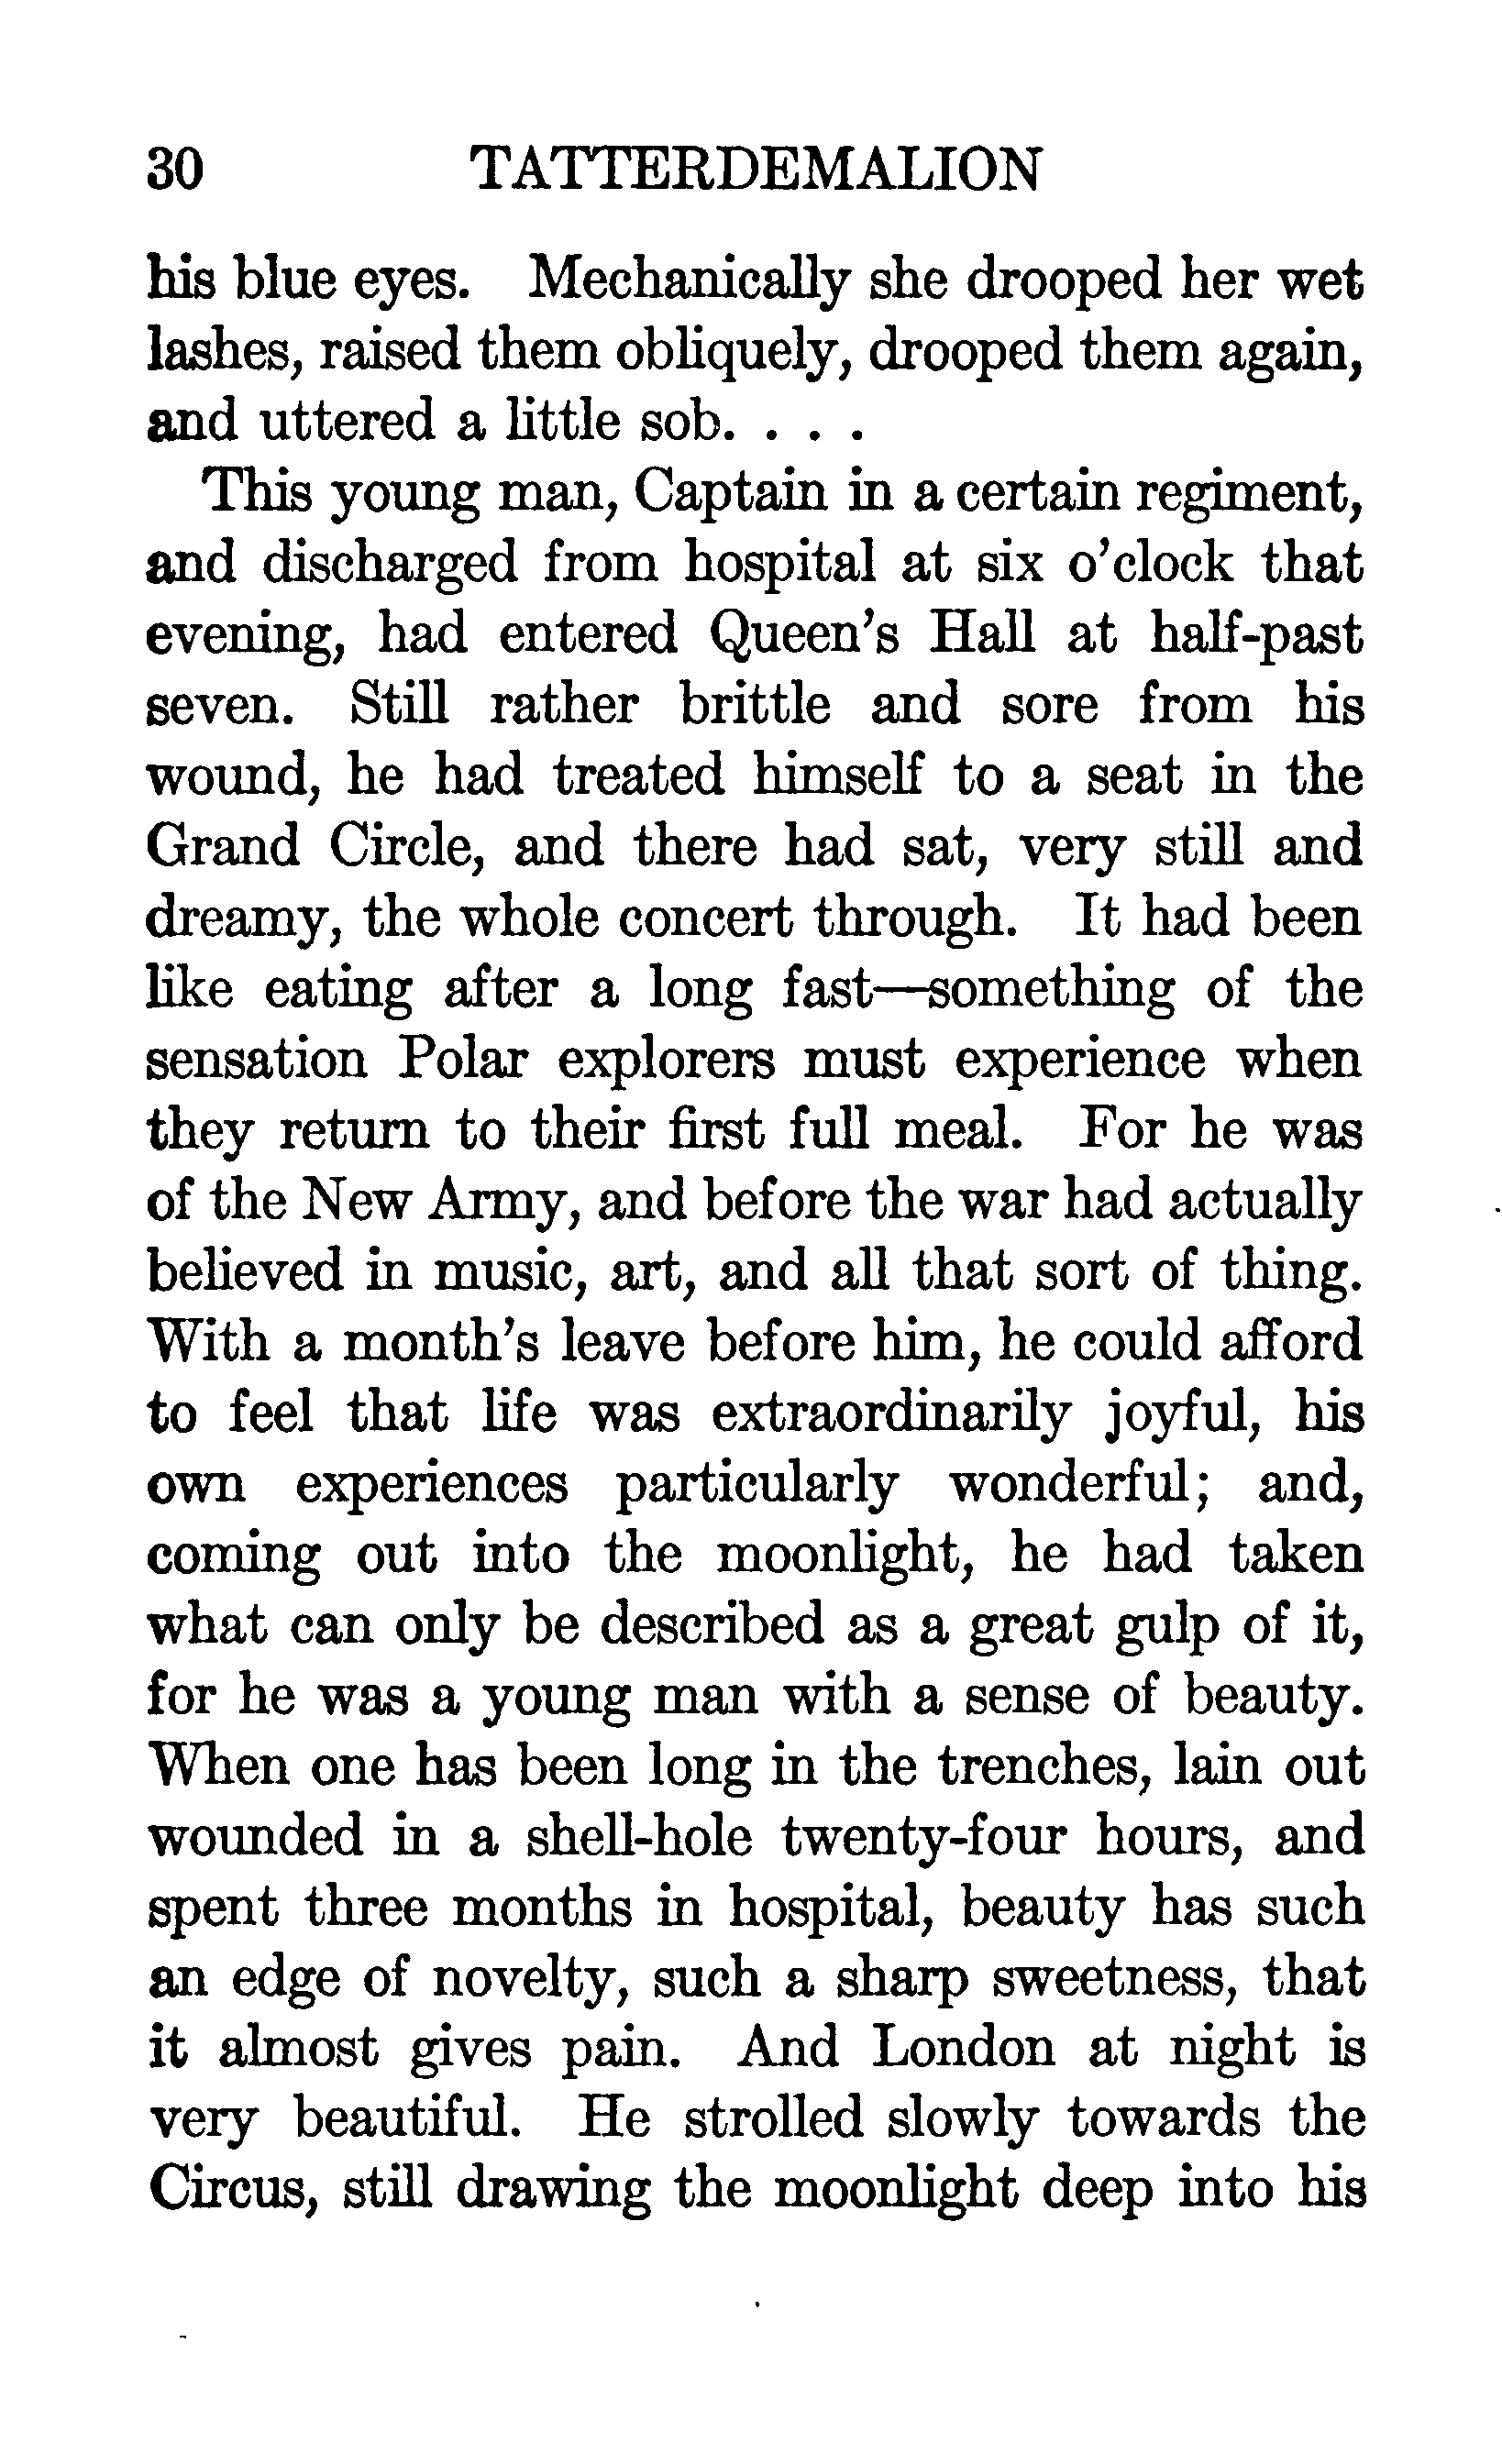 30 TATTERDEMALION
his blue eyes. Mechanically she drooped her wet
lashes, raised them obliquely, drooped them again,
and uttered a little sob. . . .
This young man, Captain in a certain regiment,
and discharged from hospital at six o'clock that
evening, had entered Queen's Hall at half-past
seven. Still rather brittle and sore from his
wound, he had treated himself to a seat in the
Grand Circle, and there had sat, very still and
dreamy, the whole concert through. It had been
like eating after a long fast—something of the
sensation Polar explorers must experience when
they return to their first full meal. For he was
of the New Army, and before the war had actually
believed in music, art, and all that sort of thing.
With a month's leave before him, he could afford
to feel that life was extraordinarily joyful, his
own experiences particularly wonderful; and,
coming out into the moonlight, he had taken
what can only be described as a great gulp of it,
for he was a young man with a sense of beauty.
When one has been long in the trenches, lain out
wounded in a shell-hole twenty-four hours, and
spent three months in hospital, beauty has such
an edge of novelty, such a sharp sweetness, that
it almost gives pain. And London at night is
very beautiful. He strolled slowly towards the
Circus, still drawing the moonlight deep into his